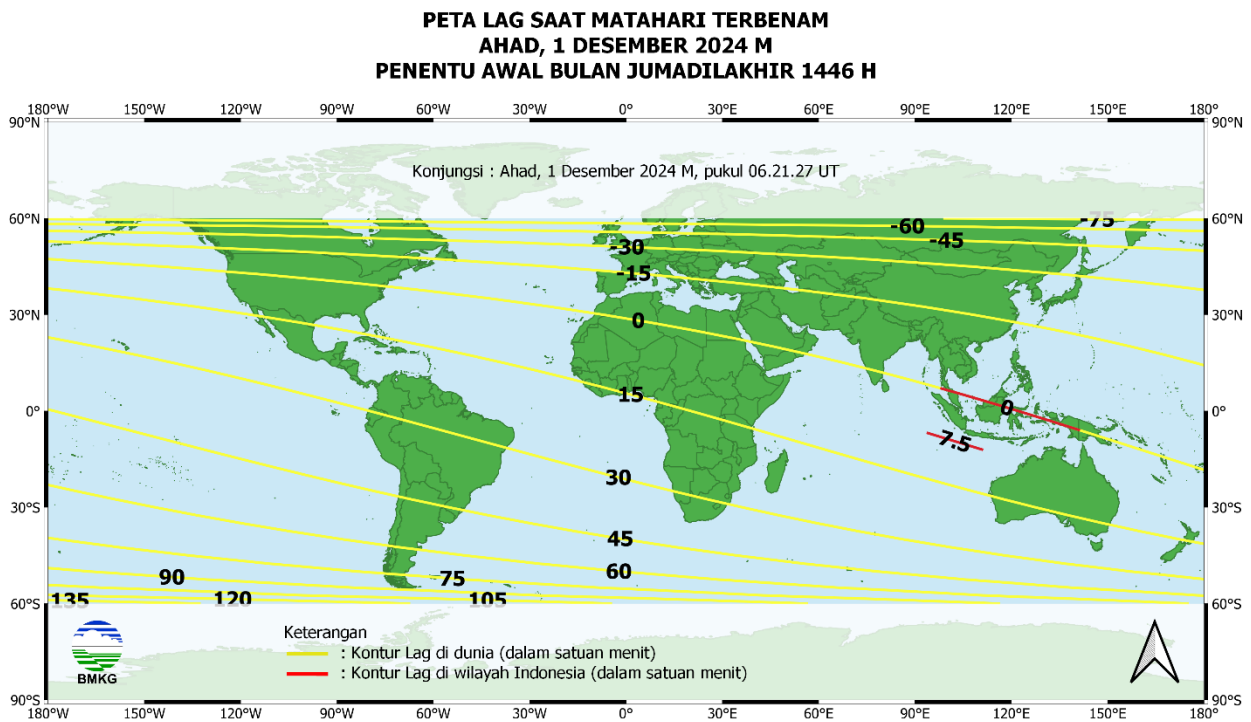 PETA LAG SAAT MATAHARI TERBENAM
AHAD, 1 DESEMBER 2024 M
PENENTU AWAL BULAN JUMADILAKHIR 1446 H
180°W 150°W 120°W 90°W 60°W 30°W 0° 30°E 60°E 90°E 120°E 150°E 180°
90°N 90°N
Konjungsi : Ahad, 1 Desember 2024 M, pukul 06.21.27 UT
60°N -75 60°N
-60
-30 -45
-15
30°N 0 30°N
15
0° 0 0°
7.5
30°S 30 30°S
45
90 75 60
135 120 105
60°S 60°S
Keterangan
: Kontur Lag di dunia (dalam satuan menit)
: Kontur Lag di wilayah Indonesia (dalam satuan menit)
BMKG
90°S 90°S
180°W 150°W 120°W 90°W 60°W 30°W 0° 30°E 60°E 90°E 120°E 150°E 180°